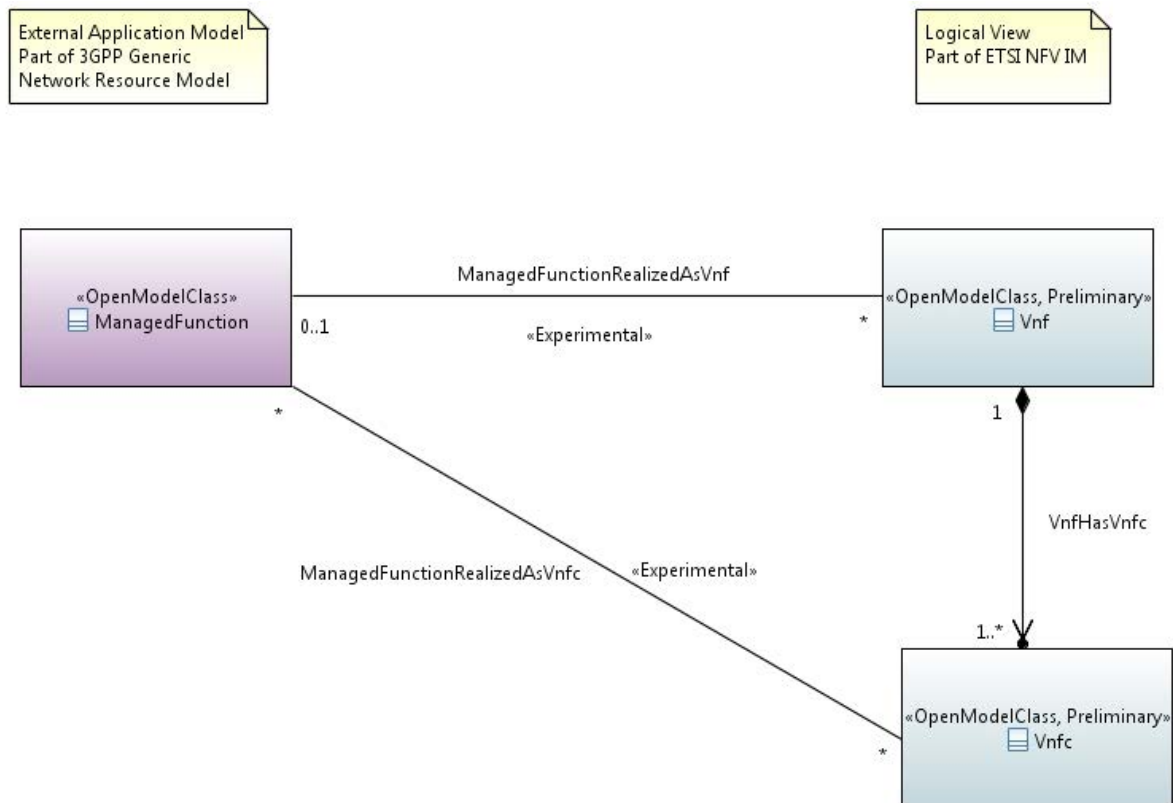 External Application Model
Part of 3GPP Generic
Network Resource Model
Logical View
Part of ETSI NFV IM
ManagedFunctionRealizedAsVnf
«OpenModelClass»
ManagedFunction
«OpenModelClass, Preliminary»
Vnf
0..1
*
«Experimental»
*
1
VnfHasVnfc
ManagedFunctionRealizedAsVnfc
«Experimental»
1..*
«OpenModelClass, Preliminary»
Vnfc
*